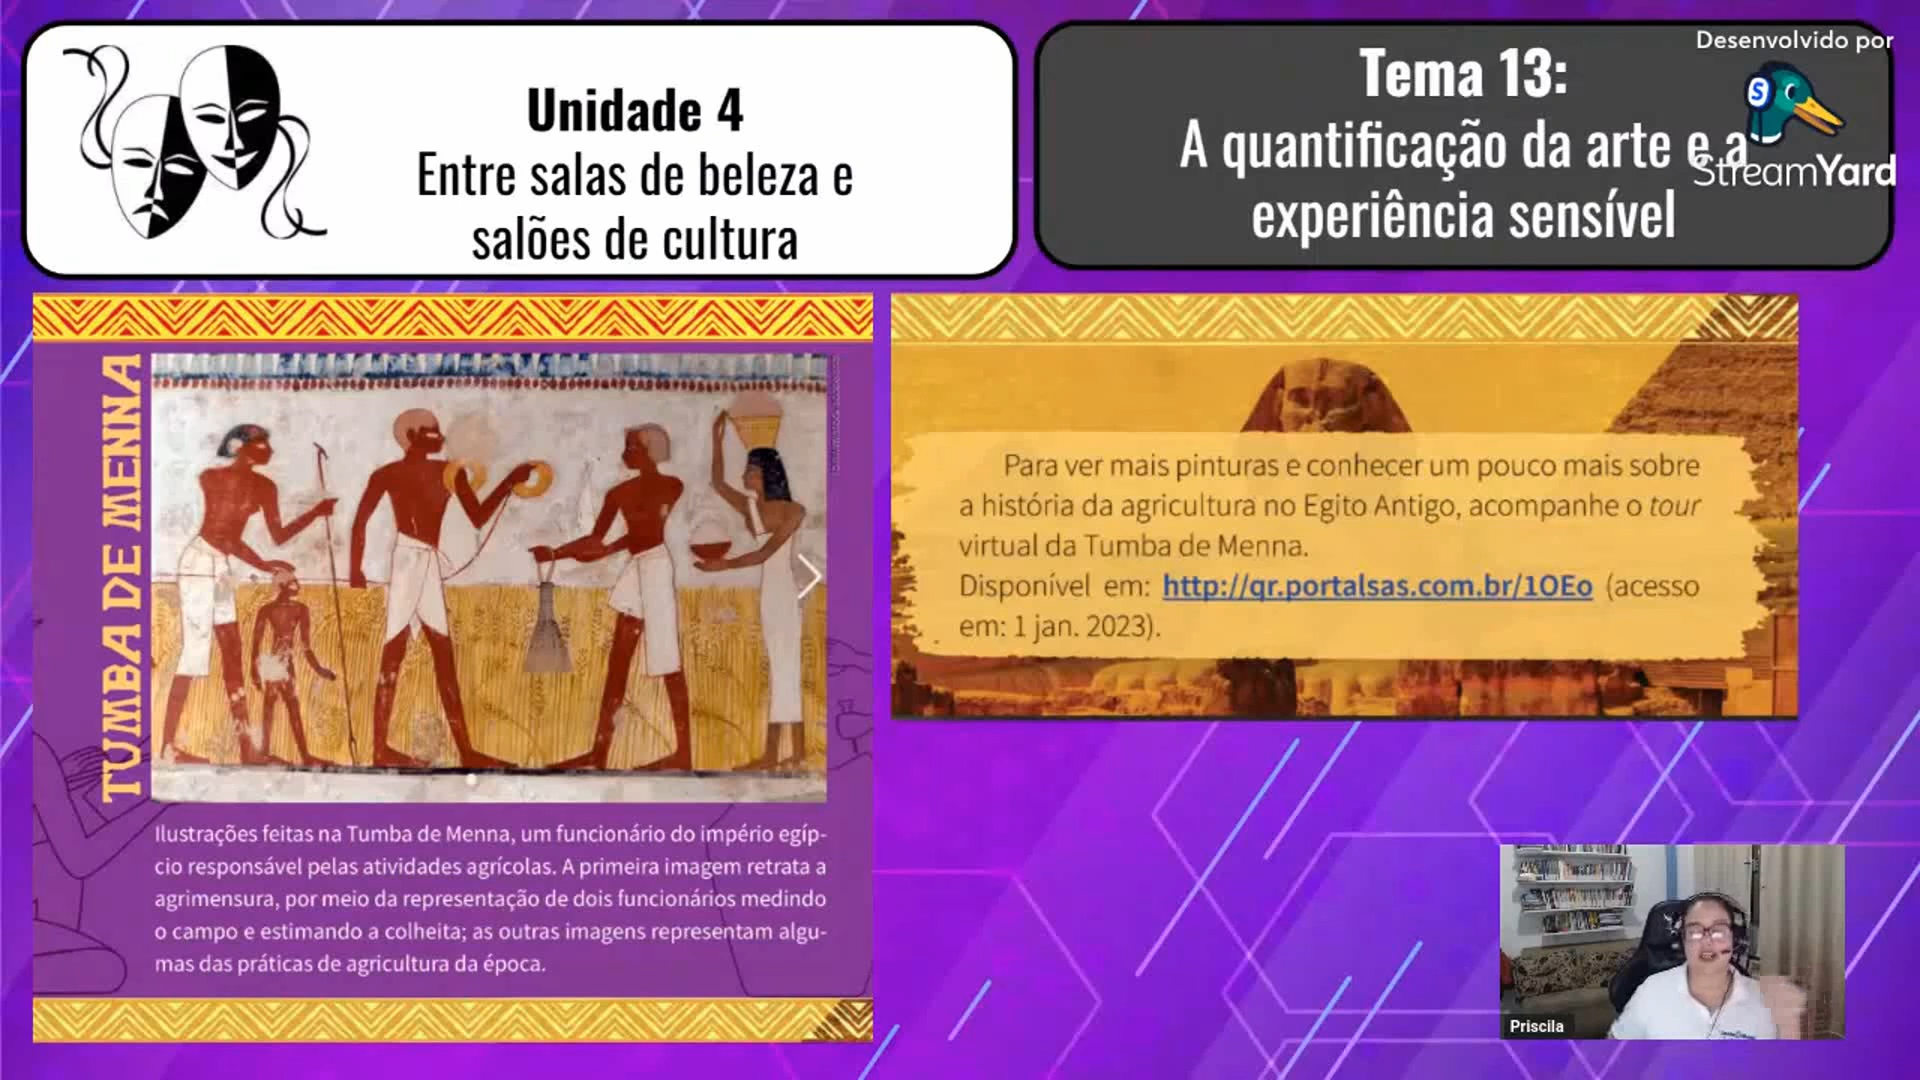 Unidade 4
Entre salas de beleza e
salões de cultura
Tema 13:
A quantificação da arte e a
experiência sensível
Desenvolvido por
S
StreamYard
TUMBA DE MENNA
Ilustrações feitas na Tumba de Menna, um funcionário do império egíp-
cio responsável pelas atividades agrícolas. A primeira imagem retrata a
agrimensura, por meio da representação de dois funcionários medindo
o campo e estimando a colheita; as outras imagens representam algu-
mas das práticas de agricultura da época.
Para ver mais pinturas e conhecer um pouco mais sobre
a história da agricultura no Egito Antigo, acompanhe o tour
virtual da Tumba de Menna.
Disponível em: http://qr.portalsas.com.br/1OEo (acesso
em: 1 jan. 2023).
Priscila